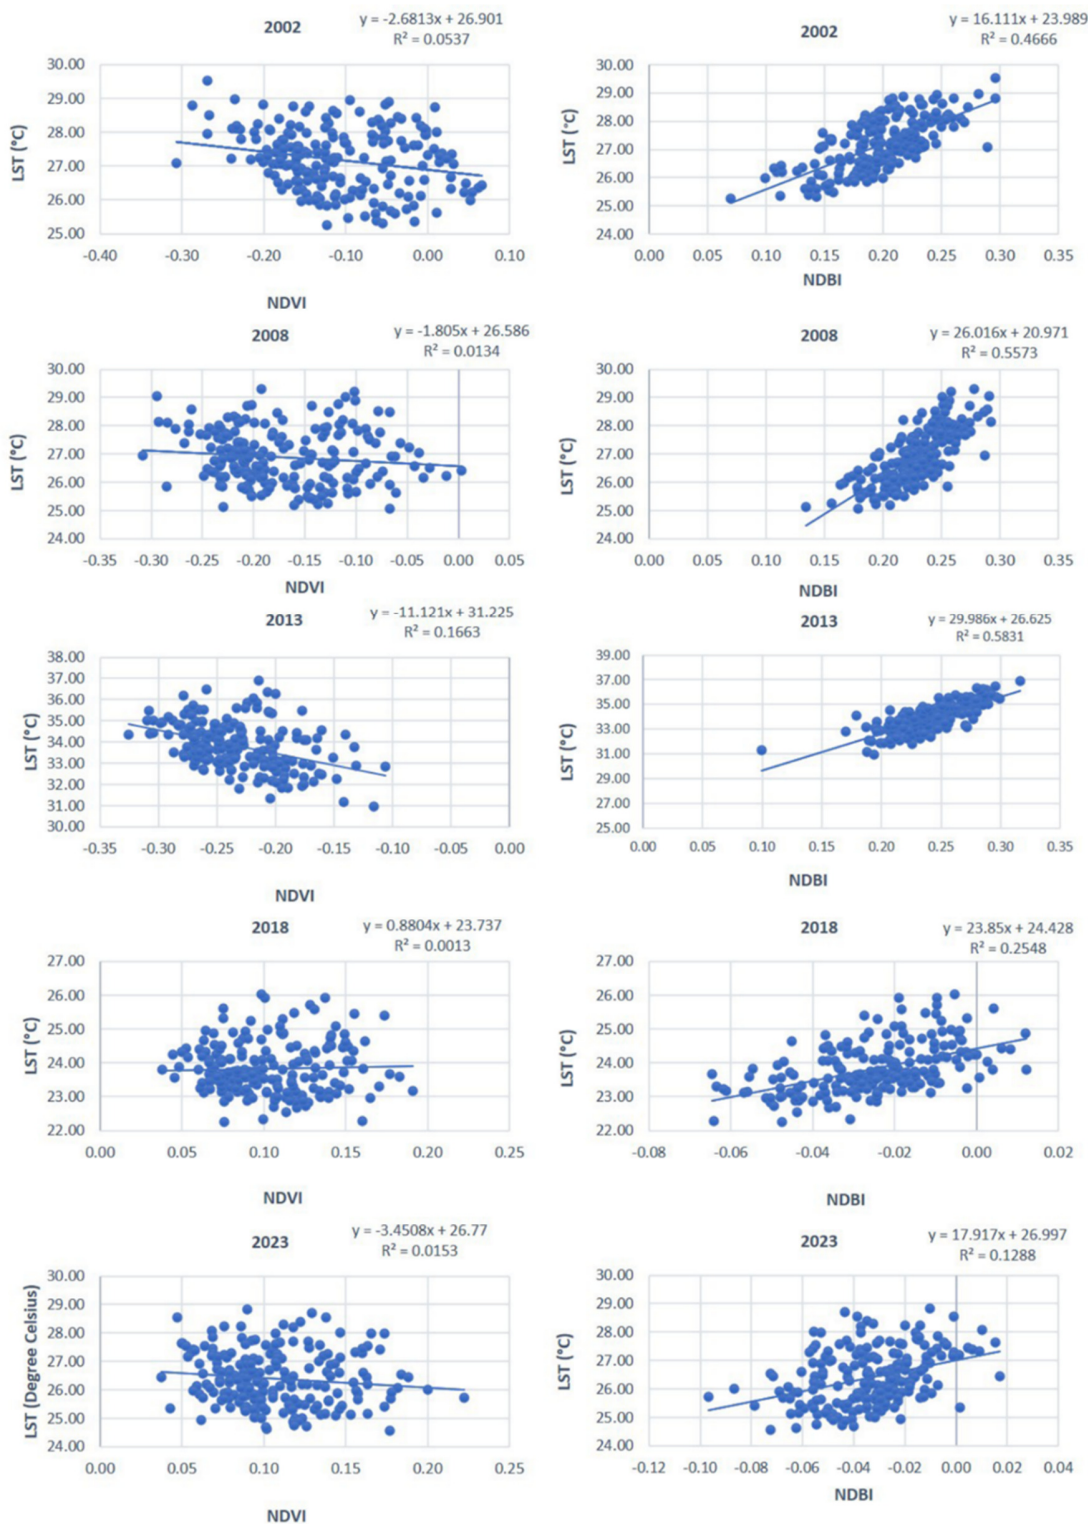 2002
y = -2.6813x + 26.901
R² = 0.0537
LST (°C)
30.00
29.00
28.00
27.00
26.00
25.00
-0.40 -0.30 -0.20 -0.10 0.00 0.10
NDVI
2002
y = 16.111x + 23.989
R² = 0.4666
LST (°C)
30.00
29.00
28.00
27.00
26.00
25.00
24.00
0.00 0.05 0.10 0.15 0.20 0.25 0.30 0.35
NDBI
2008
y = -1.805x + 26.586
R² = 0.0134
LST (°C)
30.00
29.00
28.00
27.00
26.00
25.00
24.00
-0.35 -0.30 -0.25 -0.20 -0.15 -0.10 -0.05 0.00 0.05
NDVI
2008
y = 26.016x + 20.971
R² = 0.5573
LST (°C)
30.00
29.00
28.00
27.00
26.00
25.00
24.00
0.00 0.05 0.10 0.15 0.20 0.25 0.30 0.35
NDBI
2013
y = -11.121x + 31.225
R² = 0.1663
LST (°C)
38.00
37.00
36.00
35.00
34.00
33.00
32.00
31.00
30.00
-0.35 -0.30 -0.25 -0.20 -0.15 -0.10 -0.05 0.00
NDVI
2013
y = 29.986x + 26.625
R² = 0.5831
LST (°C)
39.00
37.00
35.00
33.00
31.00
29.00
27.00
25.00
0.00 0.05 0.10 0.15 0.20 0.25 0.30 0.35
NDBI
2018
y = 0.8804x + 23.737
R² = 0.0013
LST (°C)
27.00
26.00
25.00
24.00
23.00
22.00
0.00 0.05 0.10 0.15 0.20 0.25
NDVI
2018
y = 23.85x + 24.428
R² = 0.2548
LST (°C)
27.00
26.00
25.00
24.00
23.00
22.00
-0.08 -0.06 -0.04 -0.02 0.00 0.02
NDBI
2023
y = -3.4508x + 26.77
R² = 0.0153
LST (Degree Celsius)
30.00
29.00
28.00
27.00
26.00
25.00
24.00
0.00 0.05 0.10 0.15 0.20 0.25
NDVI
2023
y = 17.917x + 26.997
R² = 0.1288
LST (°C)
30.00
29.00
28.00
27.00
26.00
25.00
24.00
-0.12 -0.10 -0.08 -0.06 -0.04 -0.02 0.00 0.02 0.04
NDBI